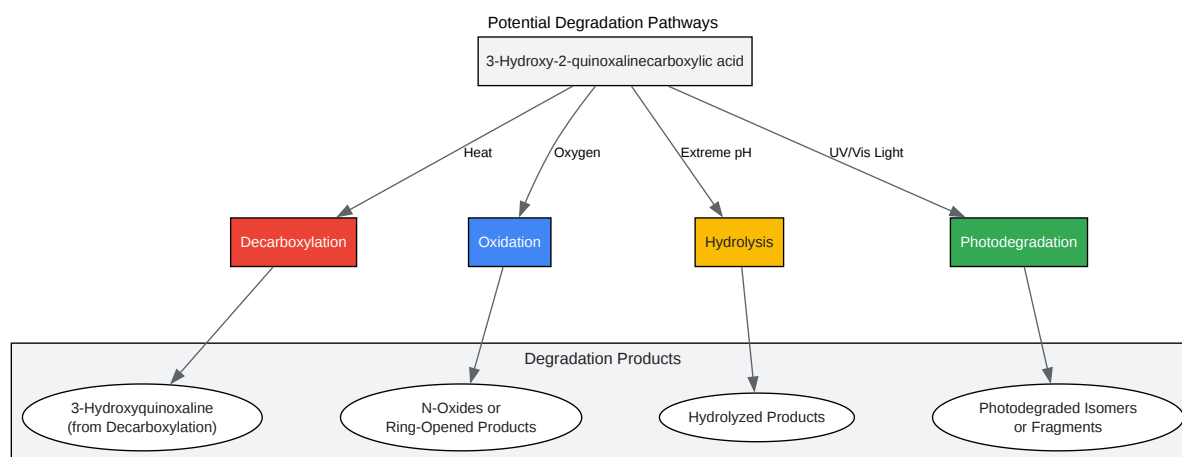 Potential Degradation Pathways
3-Hydroxy-2-quinoxalinecarboxylic acid
Heat
Oxygen
Extreme pH
UV/Vis Light
Decarboxylation
Oxidation
Hydrolysis
Photodegradation
Degradation Products
3-Hydroxyquinoxaline
(from Decarboxylation)
N-Oxides or
Ring-Opened Products
Hydrolyzed Products
Photodegraded Isomers
or Fragments